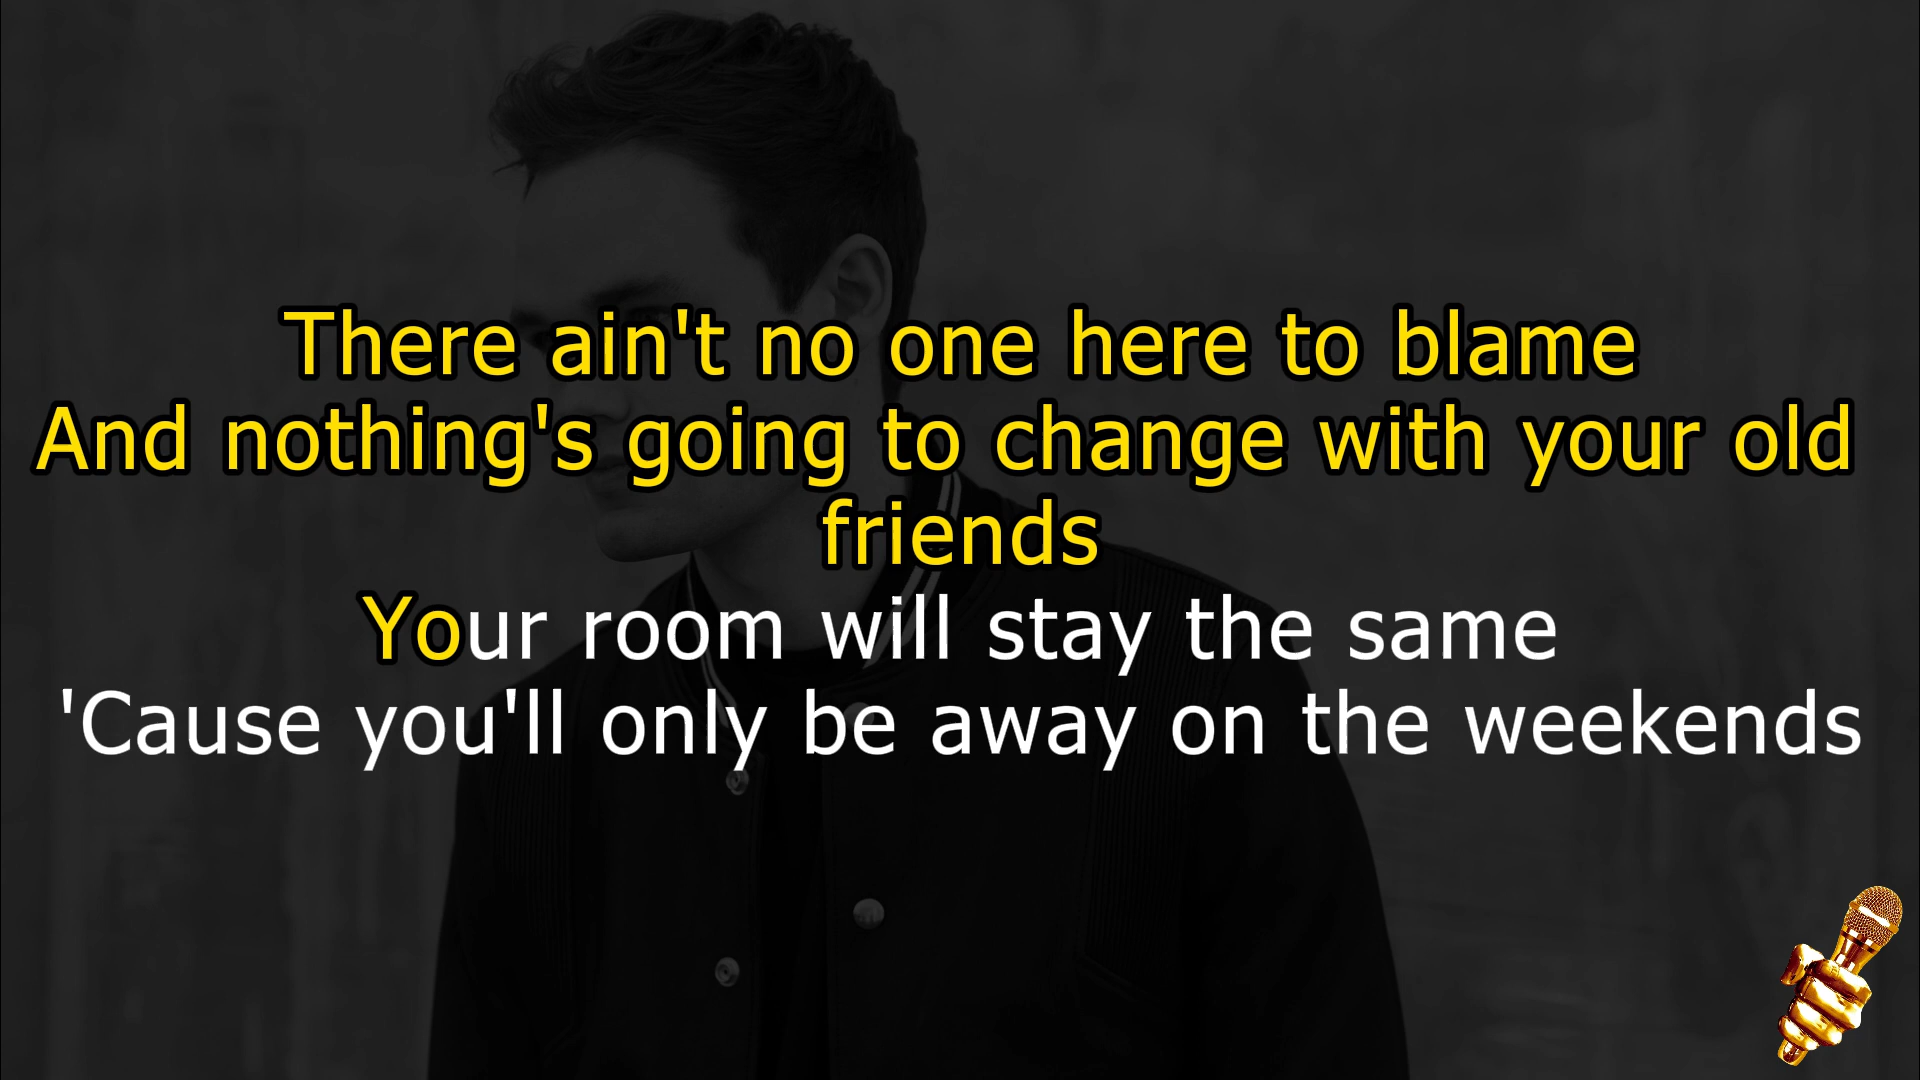 There ain't no one here to blame
And nothing's going to change with your old
friends
Your room will stay the same
'Cause you'll only be away on the weekends